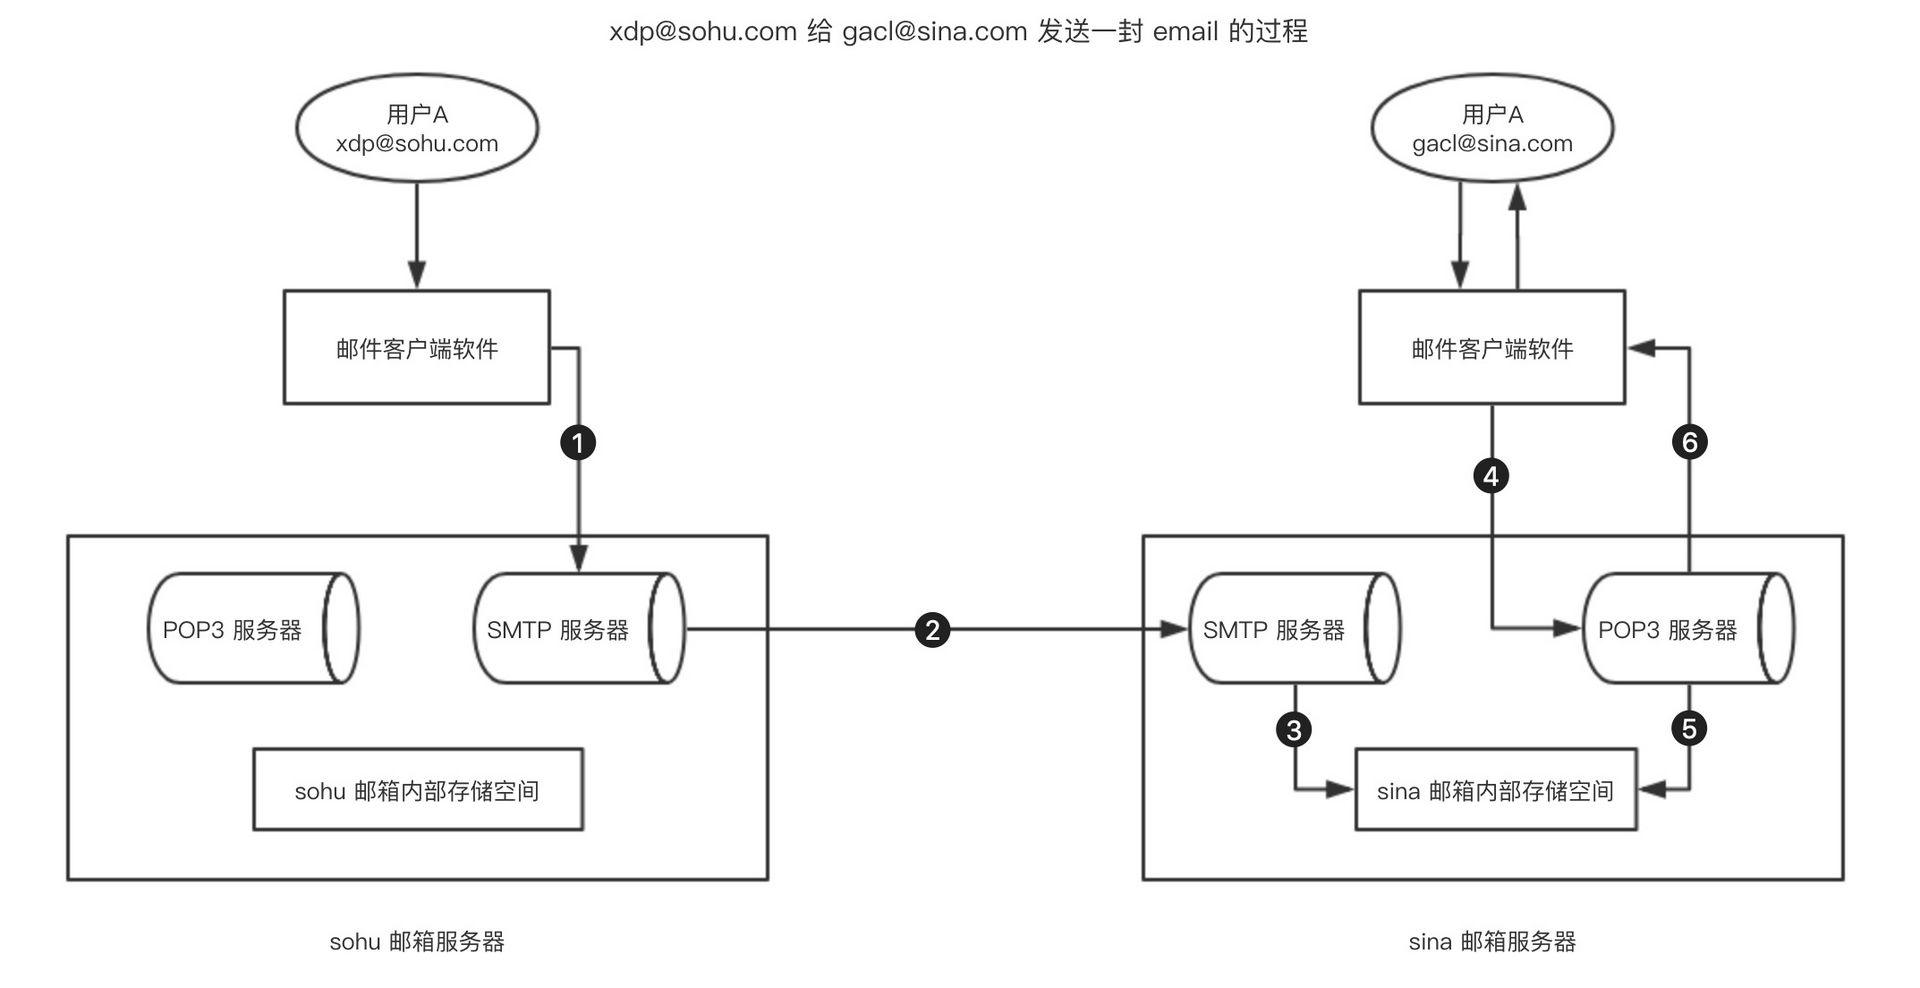 xdp@sohu.com 给 gacl@sina.com 发送一封 email 的过程
用户A
xdp@sohu.com
用户A
gacl@sina.com
邮件客户端软件
邮件客户端软件
1
4
6
POP3 服务器
SMTP 服务器
2
SMTP 服务器
POP3 服务器
3
5
sohu 邮箱内部存储空间
sina 邮箱内部存储空间
sohu 邮箱服务器
sina 邮箱服务器